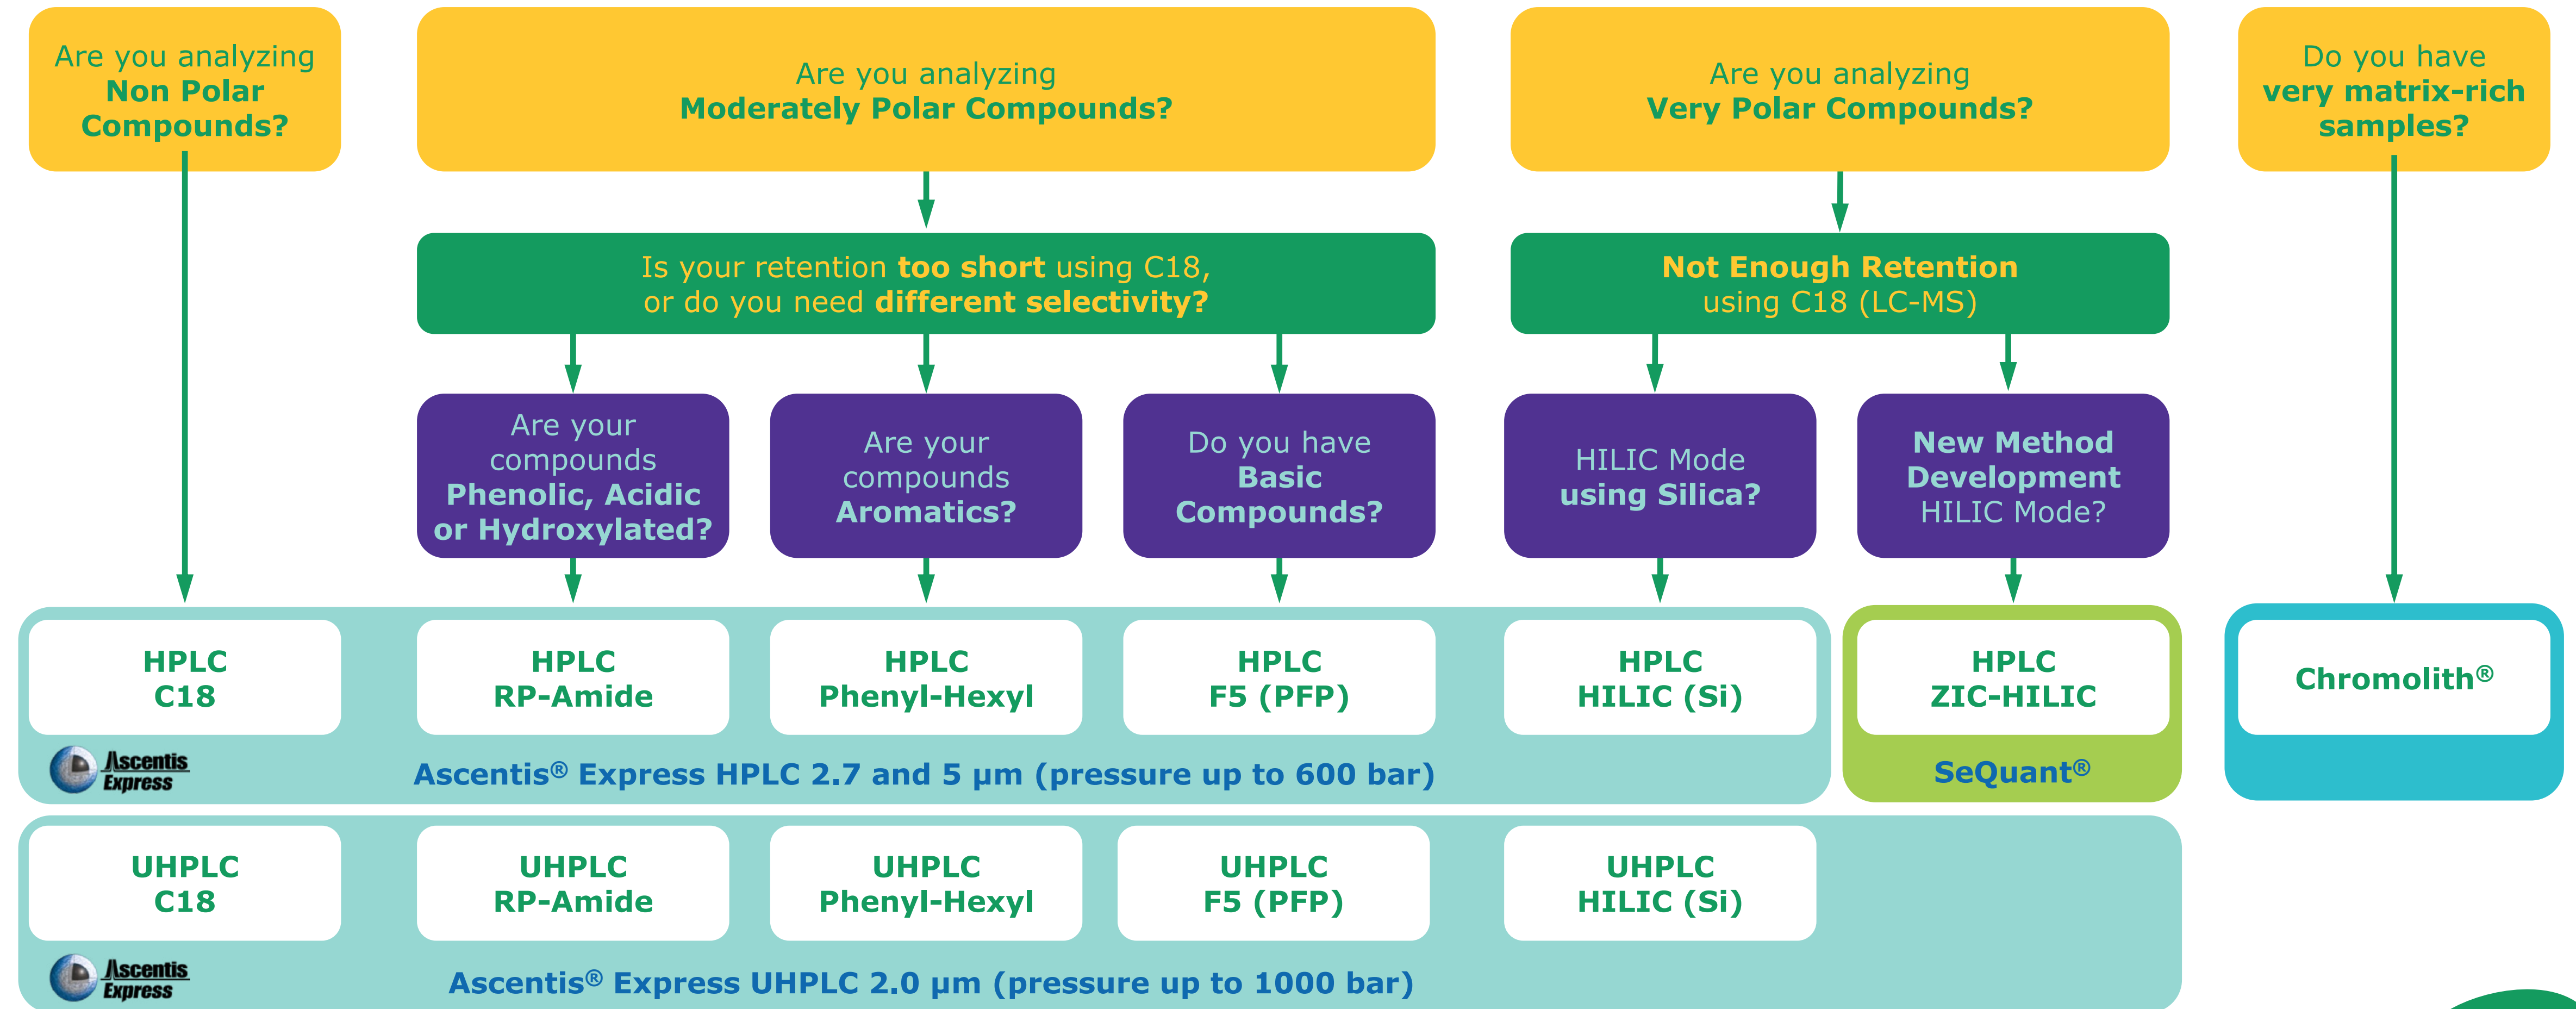 Are you analyzing
Non Polar
Compounds?
Are you analyzing
Moderately Polar Compounds?
Are you analyzing
Very Polar Compounds?
Do you have
very matrix-rich
samples?
Is your retention too short using C18,
or do you need different selectivity?
Not Enough Retention
using C18 (LC-MS)
Are your
compounds
Phenolic, Acidic
or Hydroxylated?
Are your
compounds
Aromatics?
Do you have
Basic
Compounds?
HILIC Mode
using Silica?
New Method
Development
HILIC Mode?
HPLC
C18
HPLC
RP-Amide
HPLC
Phenyl-Hexyl
HPLC
F5 (PFP)
HPLC
HILIC (Si)
HPLC
ZIC-HILIC
Chromolith®
Ascentis
Express
Ascentis® Express HPLC 2.7 and 5 µm (pressure up to 600 bar)
SeQuant®
UHPLC
C18
UHPLC
RP-Amide
UHPLC
Phenyl-Hexyl
UHPLC
F5 (PFP)
UHPLC
HILIC (Si)
Ascentis
Express
Ascentis® Express UHPLC 2.0 µm (pressure up to 1000 bar)